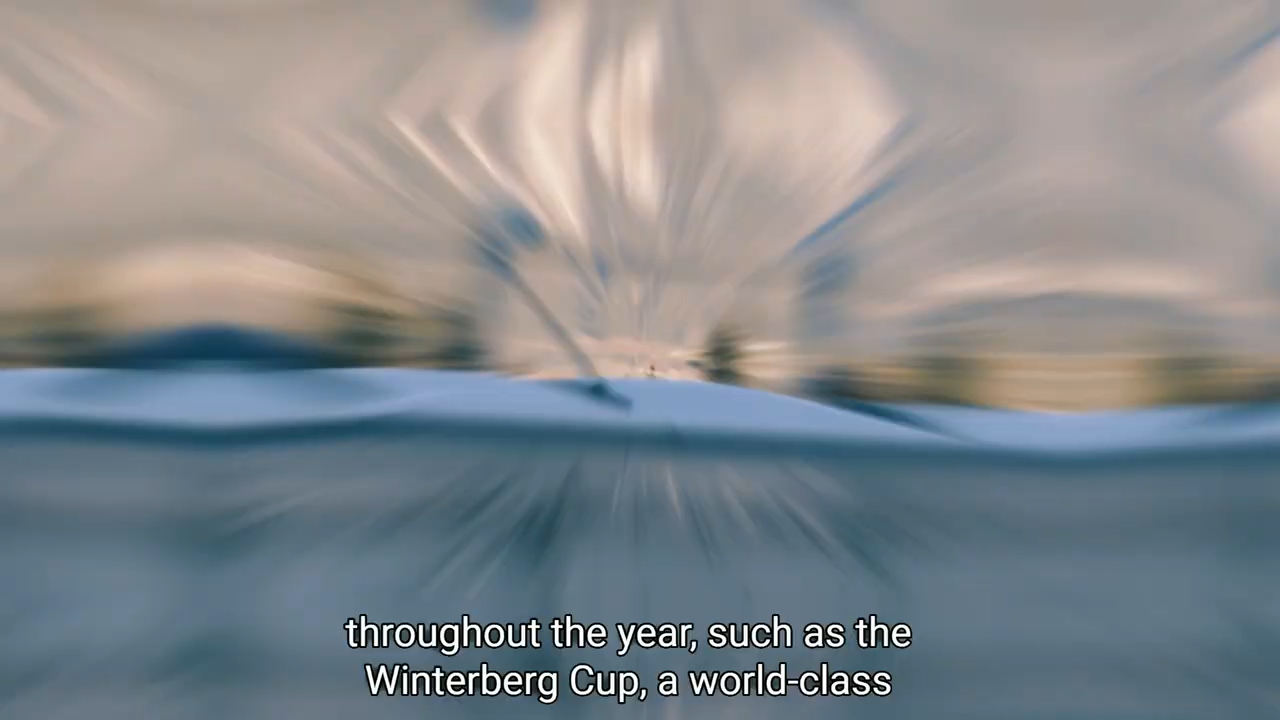 throughout the year, such as the
Winterberg Cup, a world-class